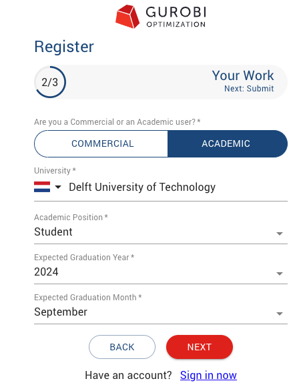 GUROBI
OPTIMIZATION
Register
2/3
Your Work
Next: Submit
Are you a Commercial or an Academic user? *
COMMERCIAL
ACADEMIC
University *
Delft University of Technology
Academic Position *
Student
Expected Graduation Year *
2024
Expected Graduation Month *
September
BACK
NEXT
Have an account? Sign in now